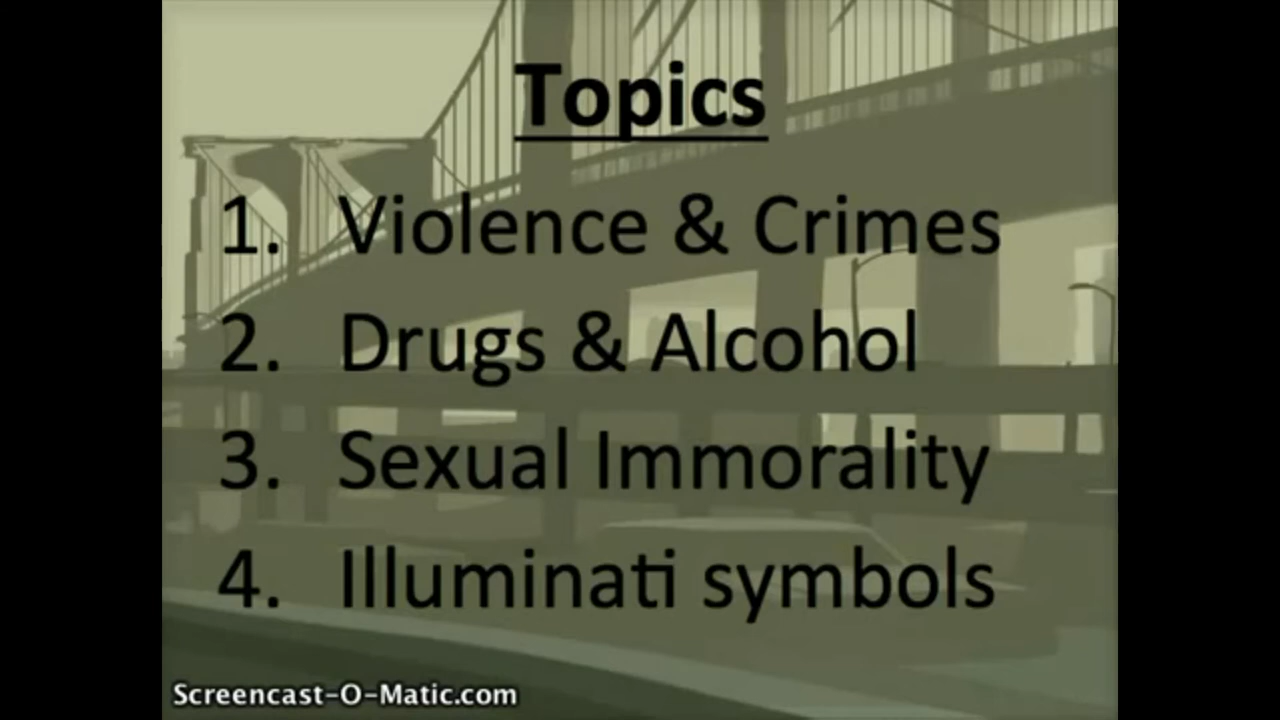 Topics
1. Violence & Crimes
2. Drugs & Alcohol
3. Sexual Immorality
4. Illuminati symbols
Screencast-O-Matic.com